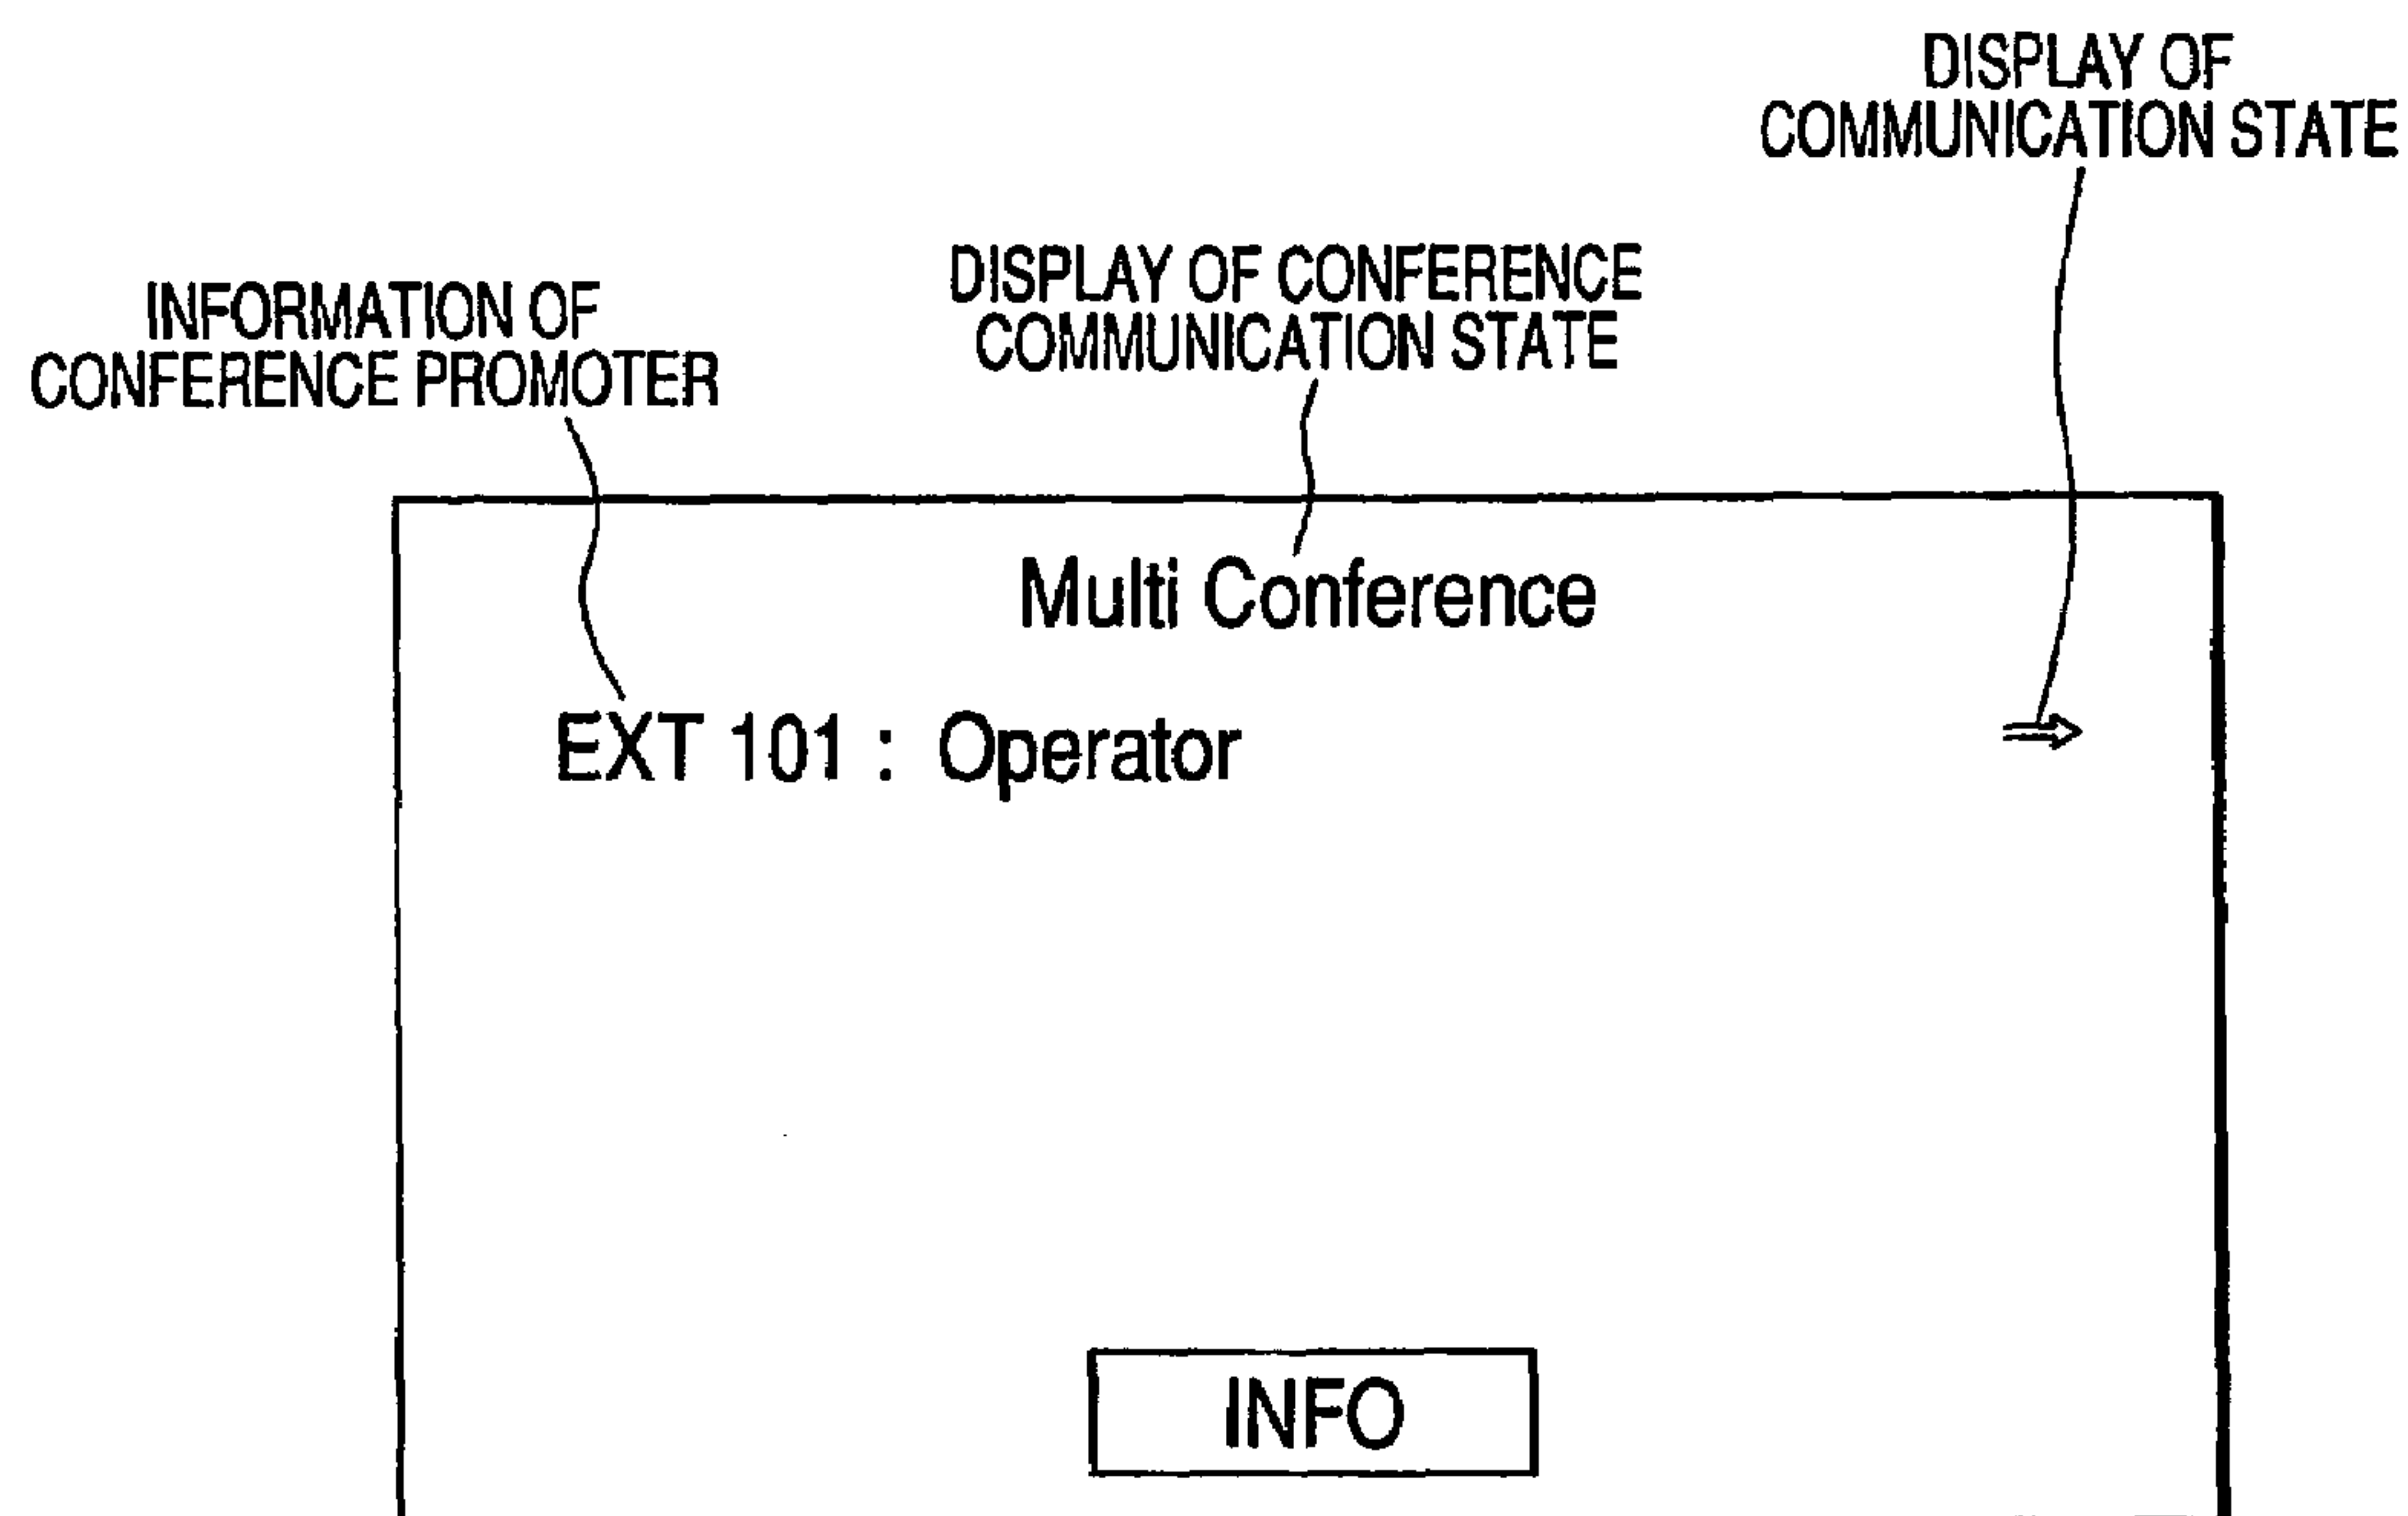 DISPLAY OF
COMMUNICATION STATE
DISPLAY OF CONFERENCE
COMMUNICATION STATE
INFORMATION OF
CONFERENCE PROMOTER
Multi Conference
EXT 101 : Operator
INFO